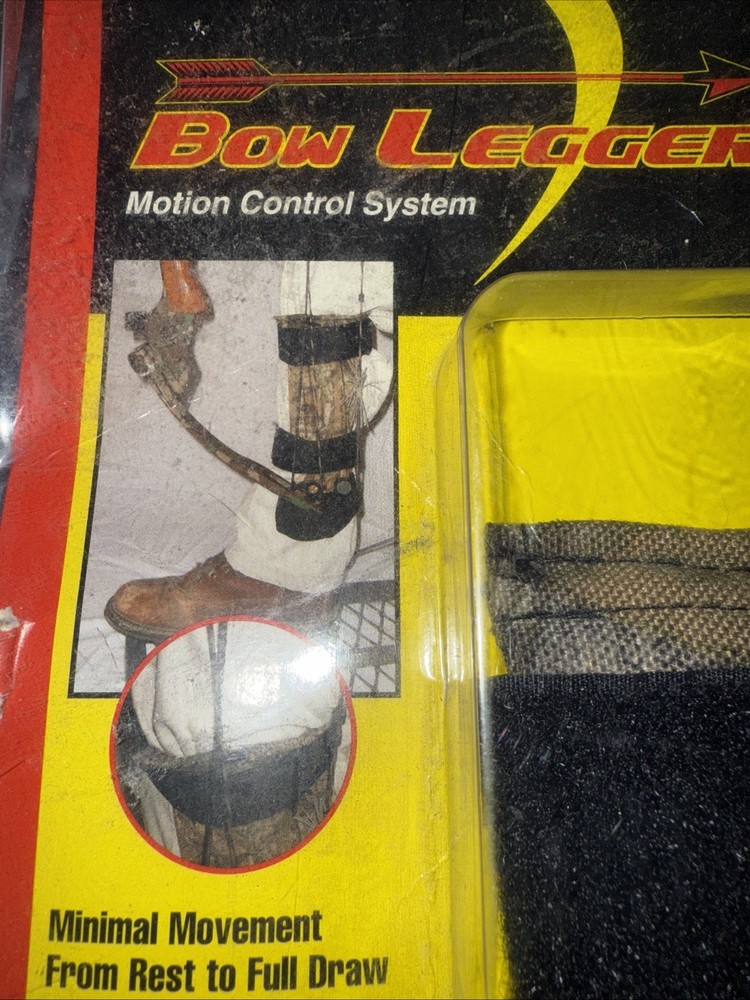 BOW LEGGER
Motion Control System
Minimal Movement
From Rest to Full Draw